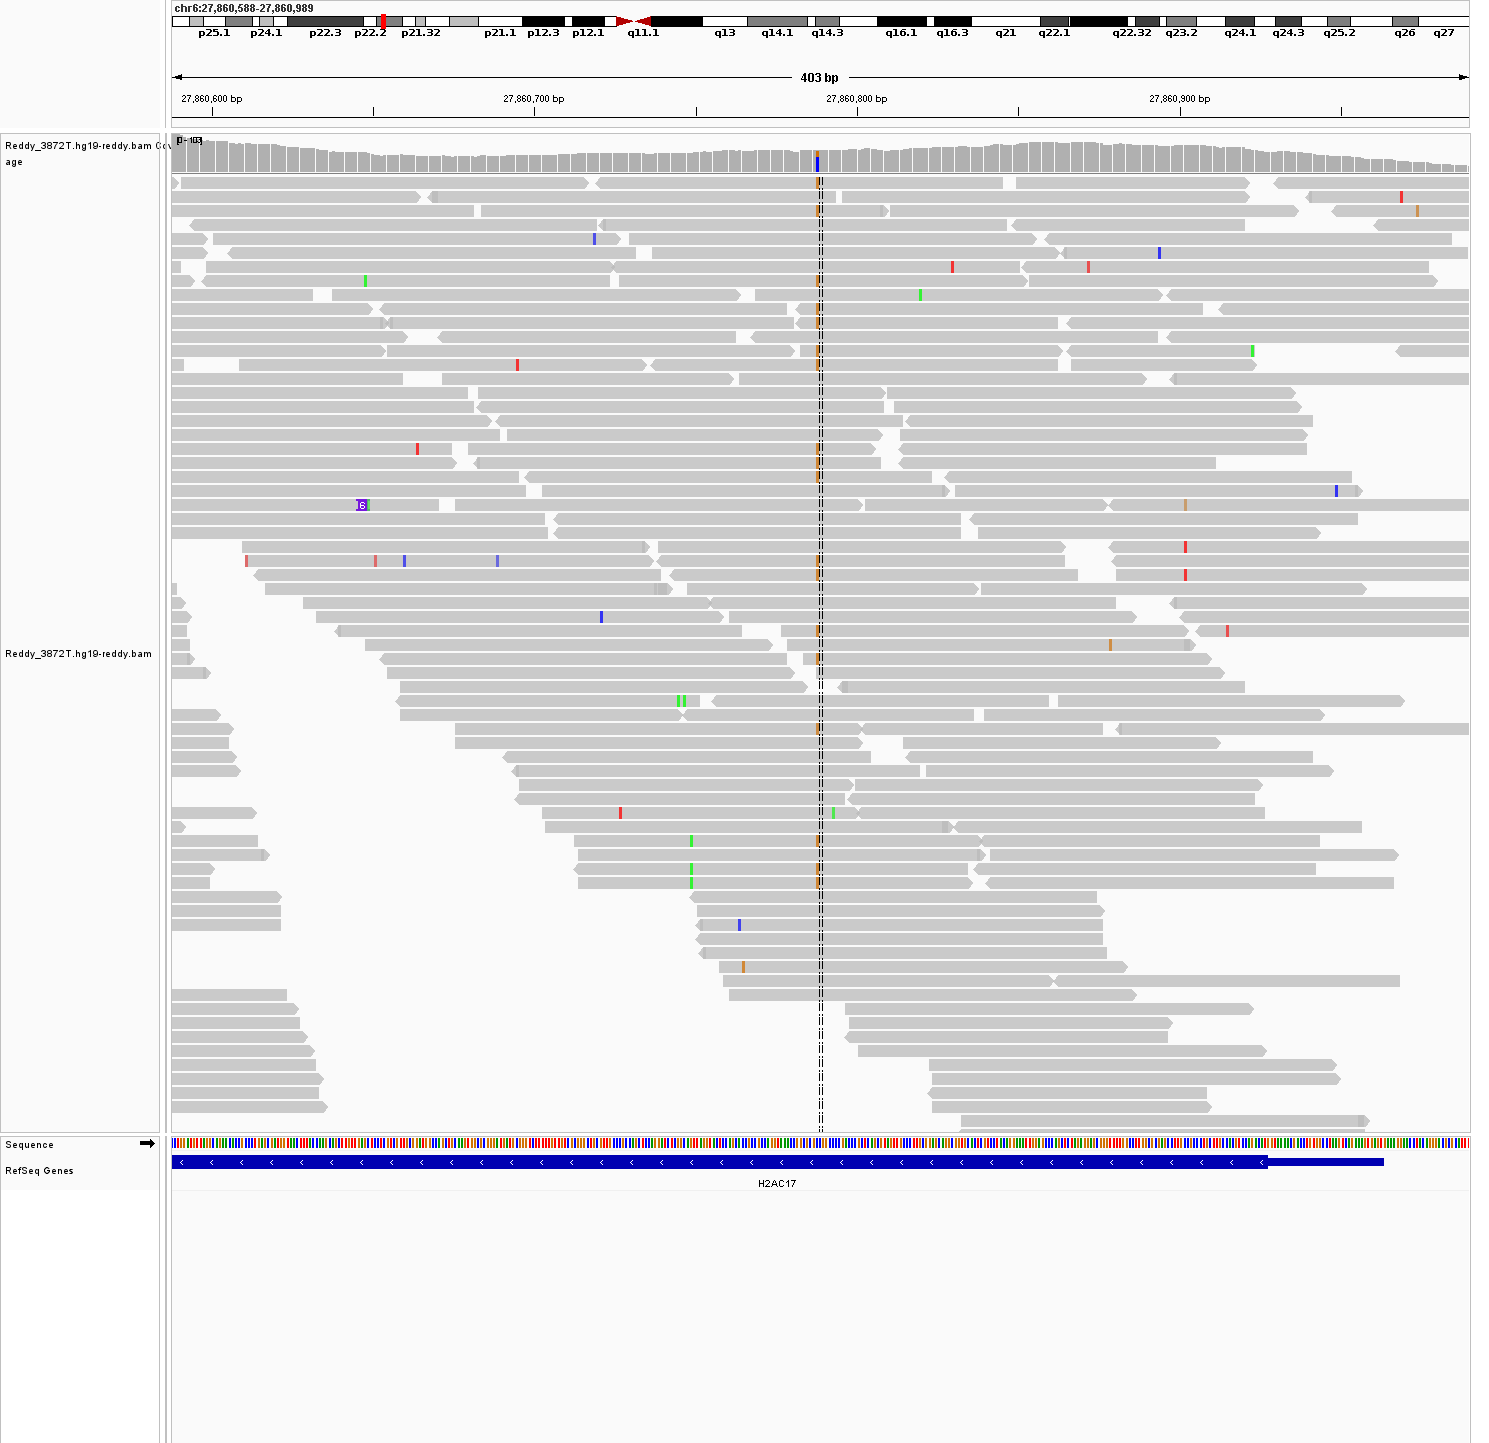 chr6:27,860,588-27,860,989
p25.1 p24.1 p22.3 p22.2 p21.32 p21.1 p12.3 p12.1 q11.1 q13 q14.1 q14.3 q16.1 q16.3 q21 q22.1 q22.32 q23.2 q24.1 q24.3 q25.2 q26 q27
403 bp
27,860,600 bp 27,860,700 bp 27,860,800 bp 27,860,900 bp
Reddy_3872T.hg19-reddy.bam Cov
age
6
Reddy_3872T.hg19-reddy.bam
Sequence
RefSeq Genes
H2AC17